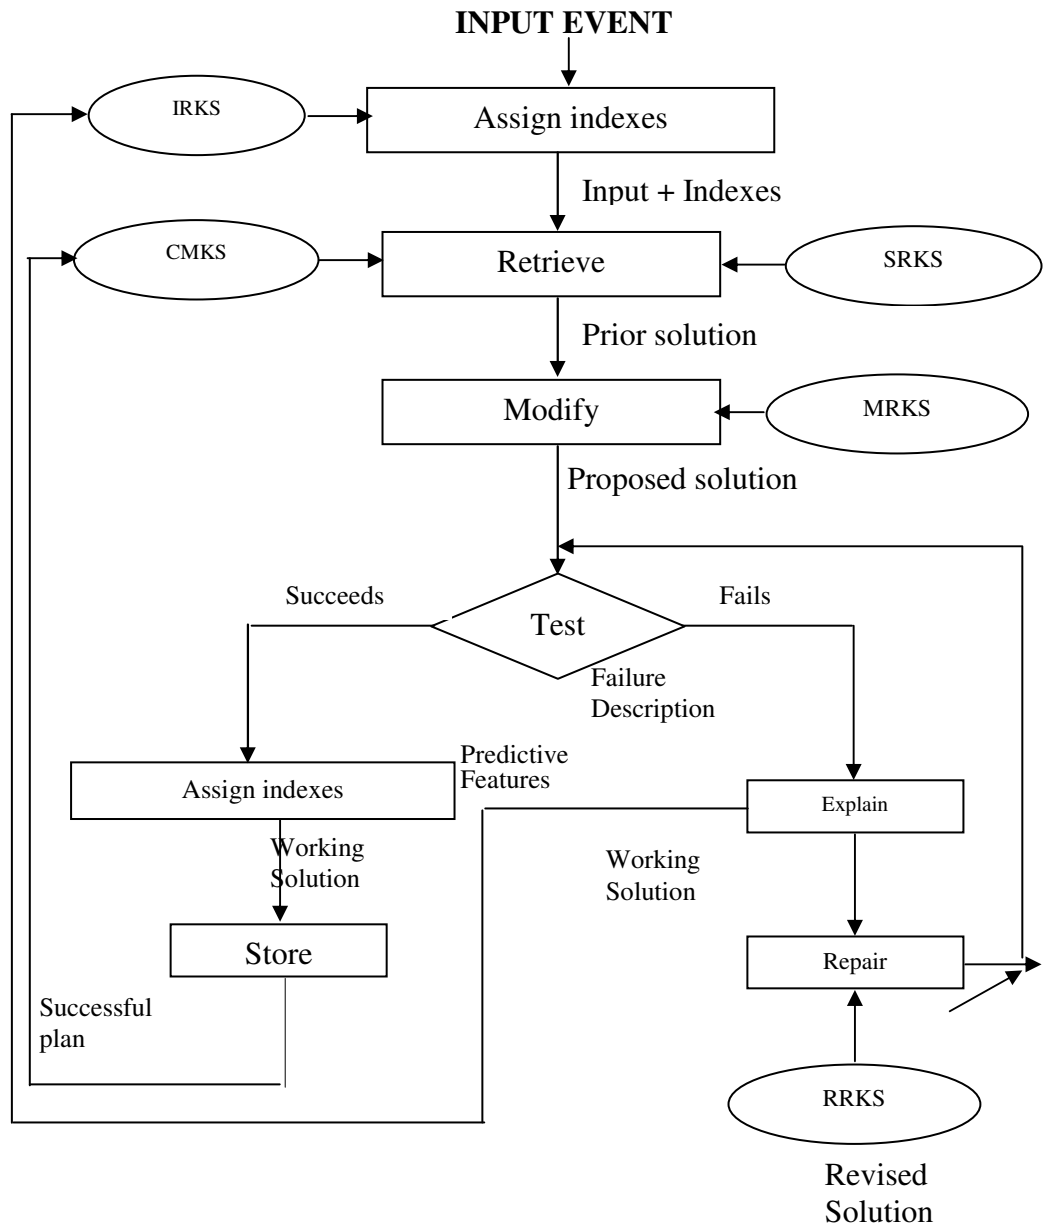 INPUT EVENT
IRKS
Assign indexes
Input + Indexes
CMKS
Retrieve
SRKS
Prior solution
Modify
MRKS
Proposed solution
Succeeds
Fails
Test
Failure
Description
Predictive
Features
Assign indexes
Explain
Working
Solution
Working
Solution
Store
Repair
Successful
plan
RRKS
Revised
Solution